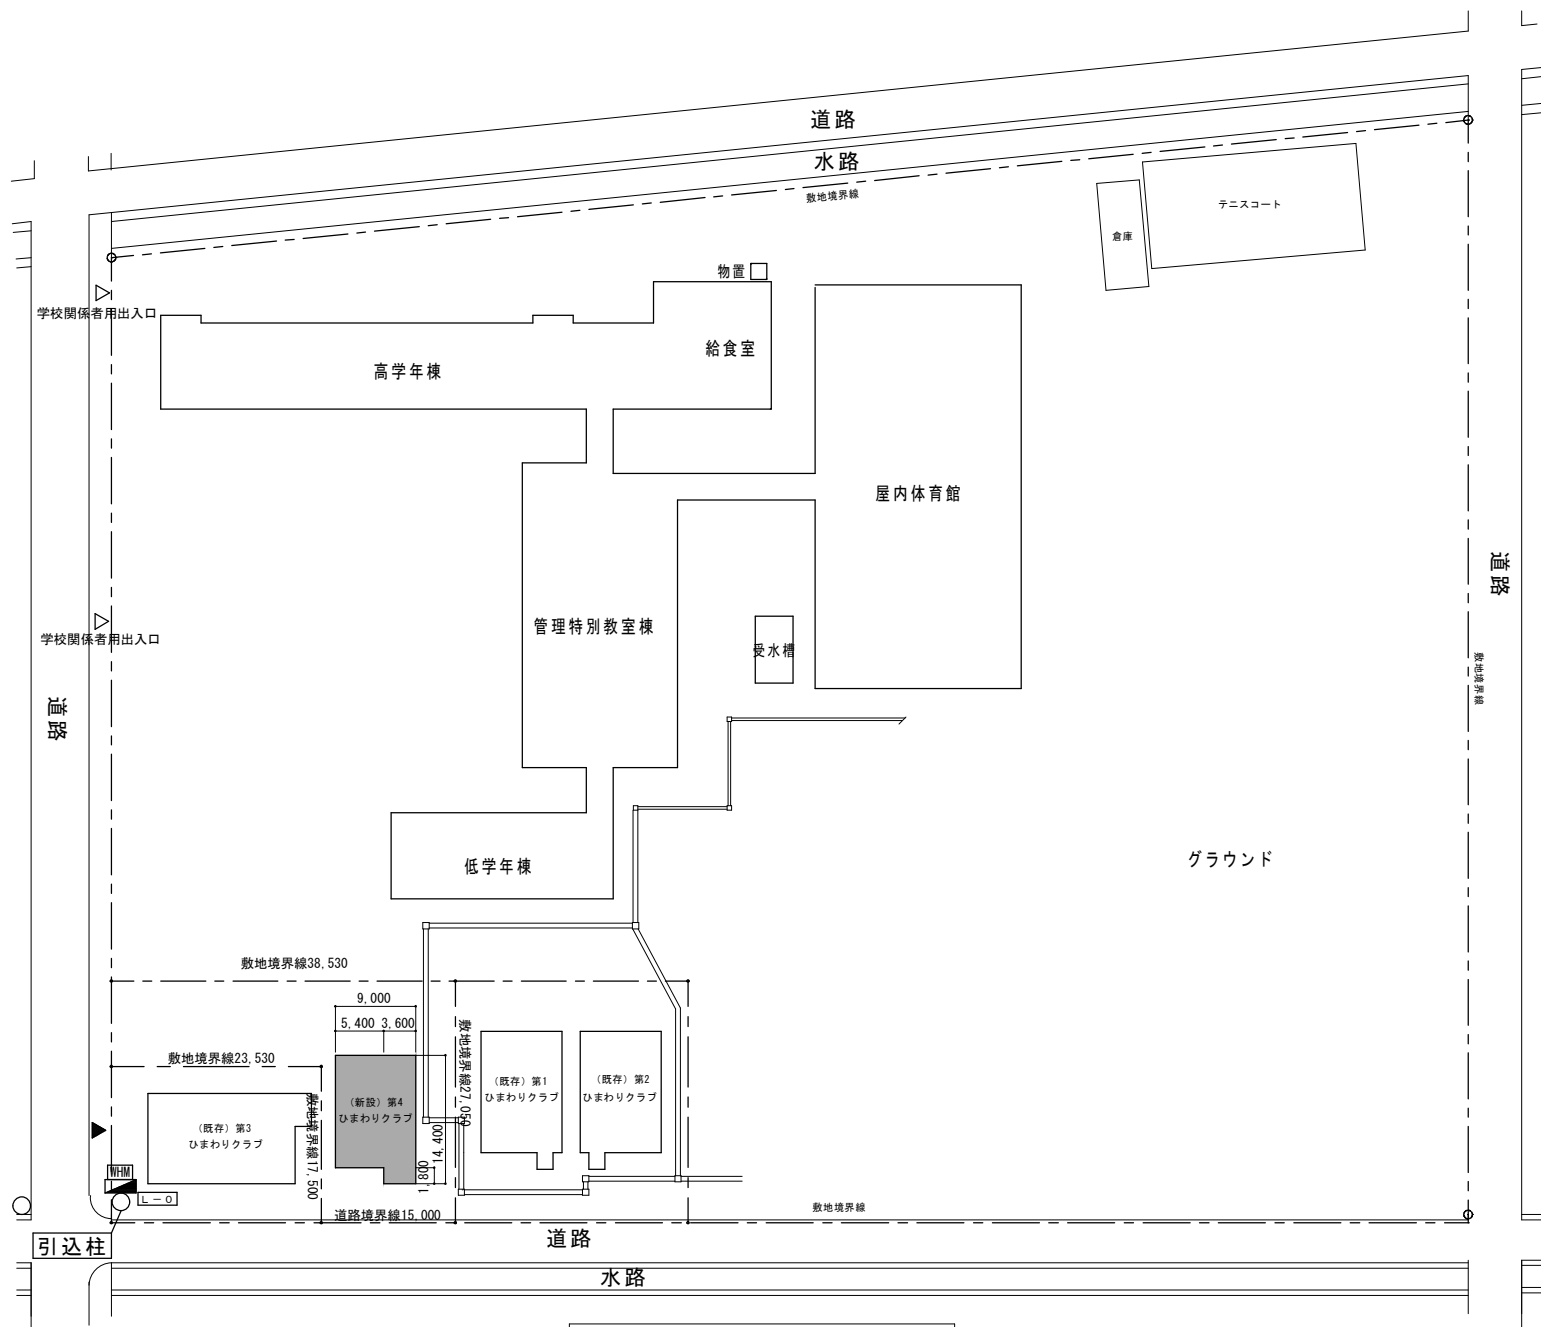 道路
水路
敷地境界線
テニスコート
倉庫
物置
学校関係者用出入口
給食室
高学年棟
屋内体育館
道路
管理特別教室棟
学校関係者用出入口
受水槽
敷地境界線
道路
グラウンド
低学年棟
敷地境界線38,530
9,000
5,400 3,600
敷地境界線27,050
敷地境界線23,530
(既存)第1
ひまわりクラブ
(既存)第2
ひまわりクラブ
(新設)第4
ひまわりクラブ
敷地境界線17,500
(既存)第3
ひまわりクラブ
14,400
1,800
WHM
L-0
道路境界線15,000
敷地境界線
引込柱
道路
水路